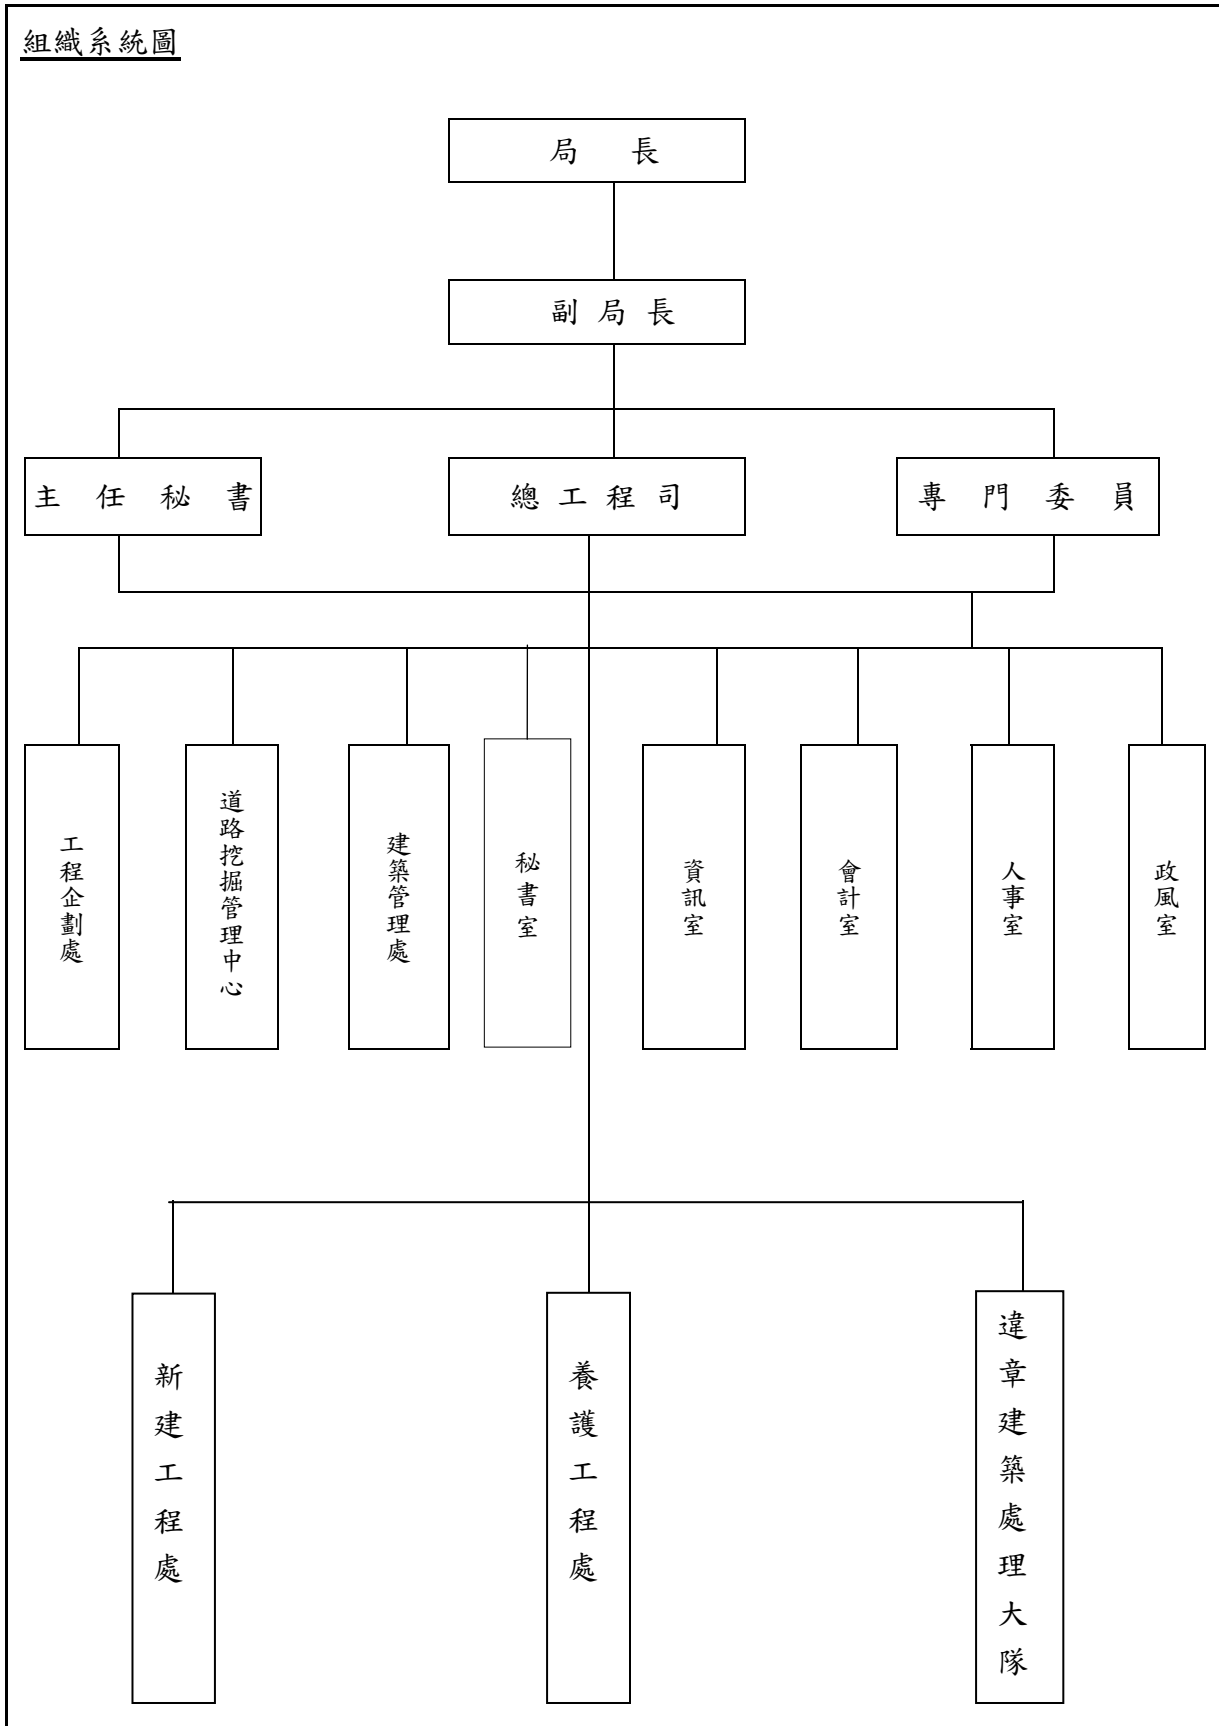 組織系統圖
局 長
副局長
主任秘書
總工程司
專門委員
工程企劃處
道路挖掘管理中心
建築管理處
秘書室
資訊室
會計室
人事室
政風室
新建工程處
養護工程處
違章建築處理大隊